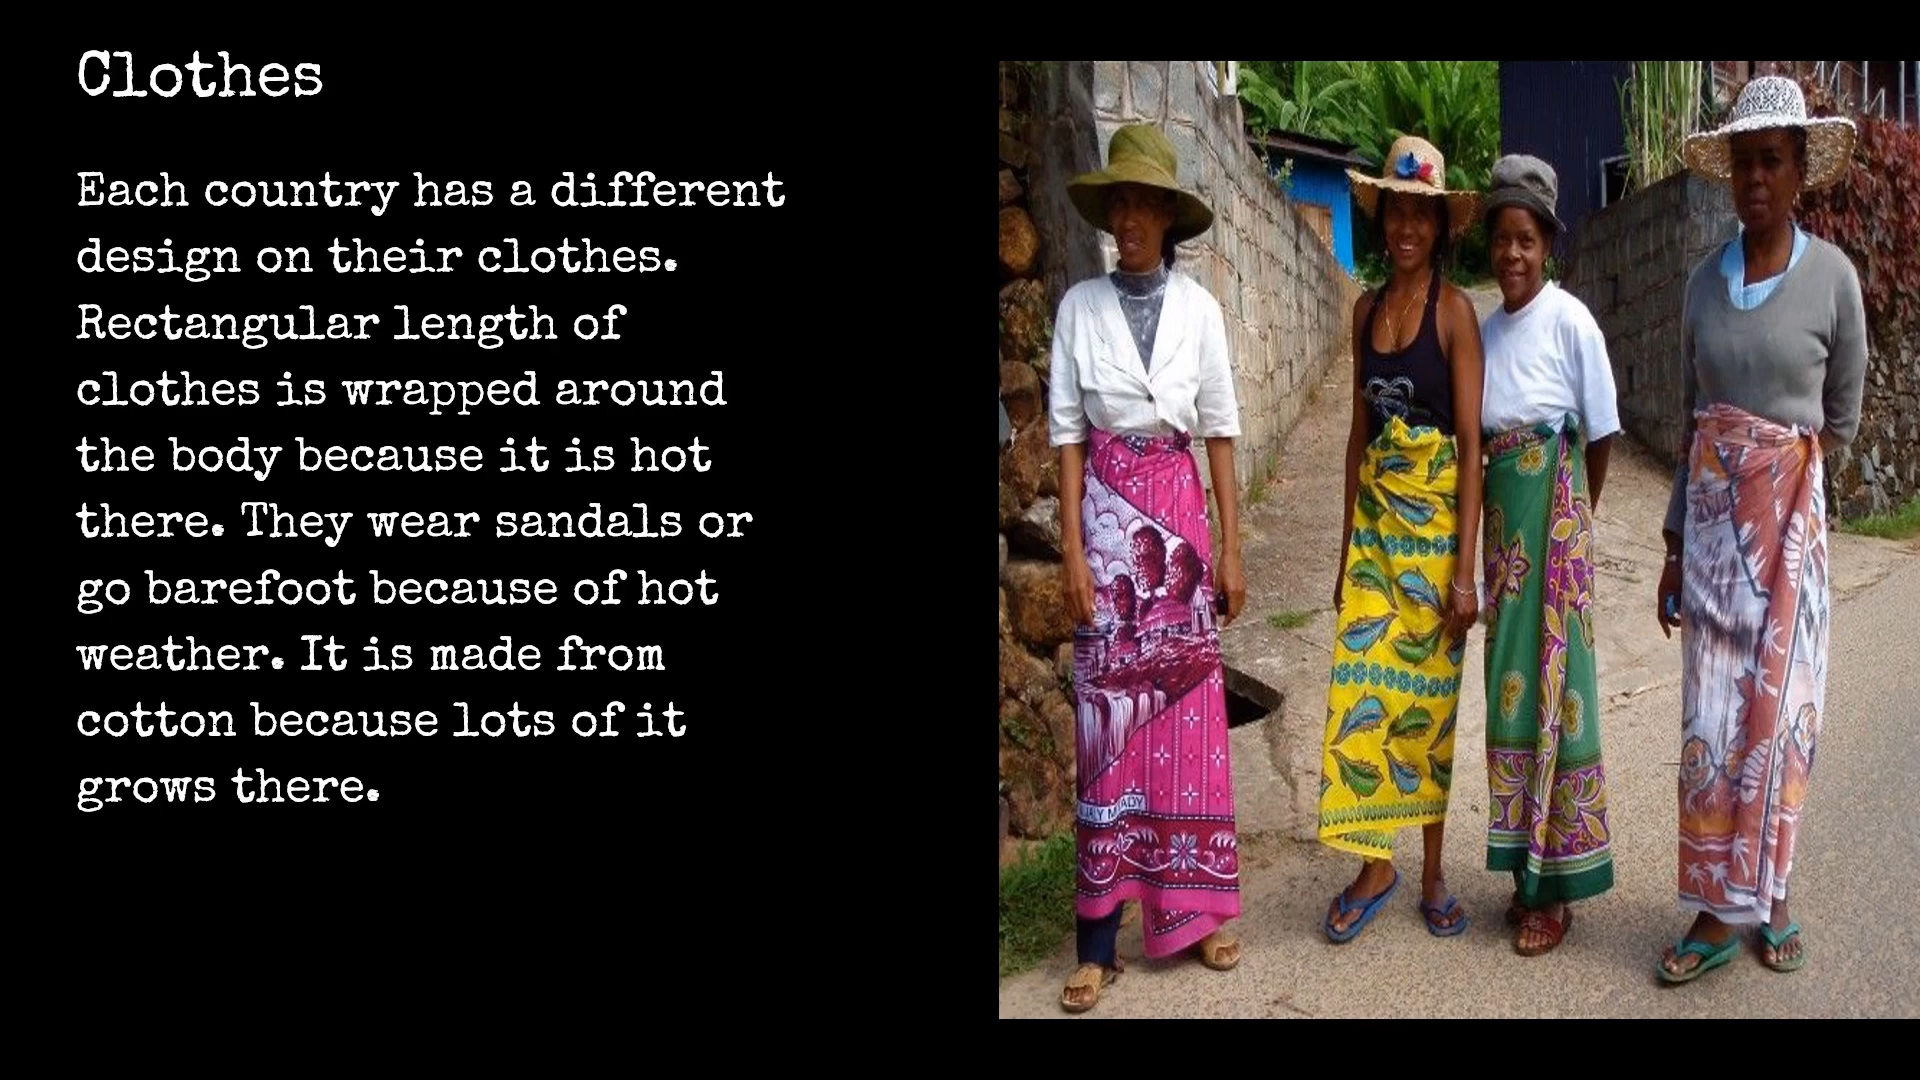 Clothes
Each country has a different
design on their clothes.
Rectangular length of
clothes is wrapped around
the body because it is hot
there. They wear sandals or
go barefoot because of hot
weather. It is made from
cotton because lots of it
grows there.